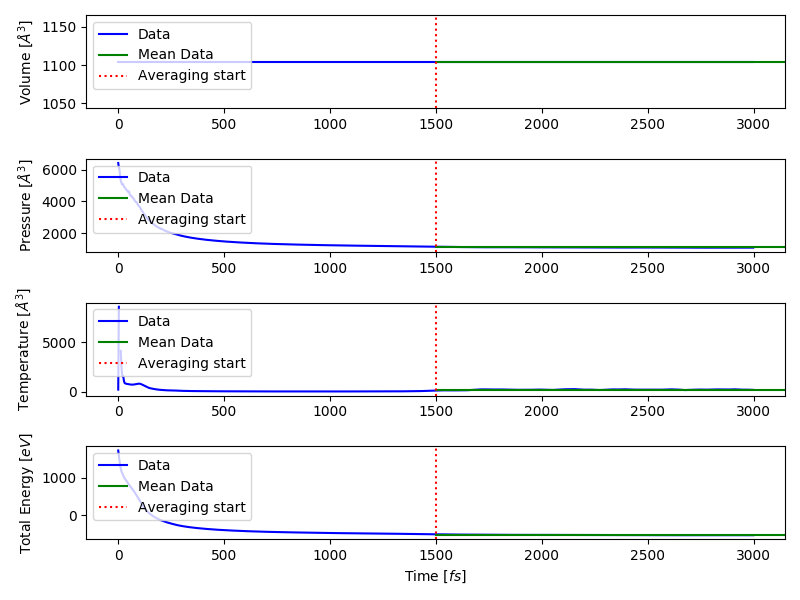 Volume [Å³]
1150
1100
1050
Data
Mean Data
Averaging start
0 500 1000 1500 2000 2500 3000
Pressure [Å³]
6000
4000
2000
Data
Mean Data
Averaging start
0 500 1000 1500 2000 2500 3000
Temperature [Å³]
5000
0
Data
Mean Data
Averaging start
0 500 1000 1500 2000 2500 3000
Total Energy [eV]
1000
0
Data
Mean Data
Averaging start
0 500 1000 1500 2000 2500 3000
Time [fs]